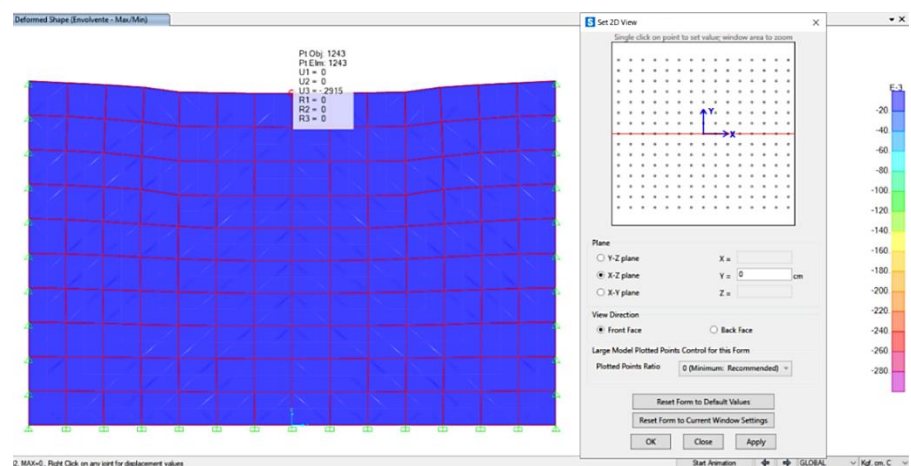 Deformed Shape (Envolvente - Max/Min)
Pt Obj: 1243
Pt Elm: 1243
U1 = 0
U2 = 0
U3 = -.2915
R1 = 0
R2 = 0
R3 = 0
Set 2D View
Single click on point to set value; window area to zoom
Y
X
Plane
Y-Z plane
X =
X-Z plane
Y = 0 cm
X-Y plane
Z =
View Direction
Front Face
Back Face
Large Model Plotted Points Control for this Form
Plotted Points Ratio
0 (Minimum: Recommended)
Reset Form to Default Values
Reset Form to Current Window Settings
OK
Close
Apply
E-3
-20
-40
-60
-80
-100
-120
-140
-160
-180
-200
-220
-240
-260
-280
2, MAX=0, Right Click on any joint for displacement values
Start Animation
GLOBAL
Kgf, cm, C